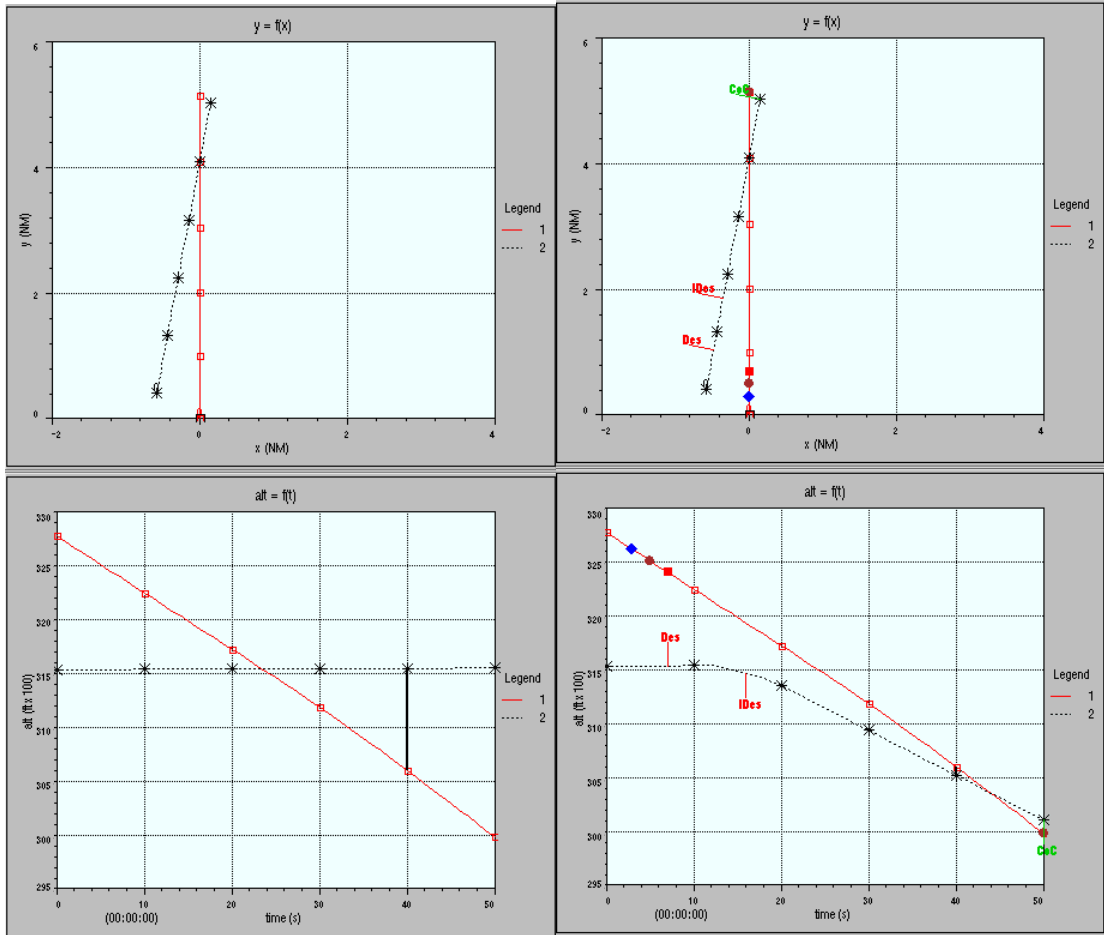 y = f(x)
6
4
2
0
y (NM)
-2
0
2
4
x (NM)
Legend
1
2
y = f(x)
6
4
2
0
y (NM)
CoC
IDes
Des
-2
0
2
4
x (NM)
Legend
1
2
alt = f(t)
330
325
320
315
310
305
300
295
alt (ft x 100)
0
10
20
30
40
50
(00:00:00)
time (s)
Legend
1
2
alt = f(t)
330
325
320
315
310
305
300
295
alt (ft x 100)
Des
IDes
CoC
0
10
20
30
40
50
(00:00:00)
time (s)
Legend
1
2